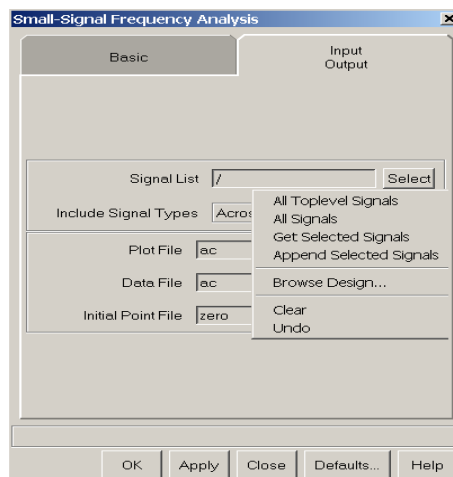 Small-Signal Frequency Analysis
Basic
Input
Output
Signal List / Select
Include Signal Types
All Toplevel Signals
All Signals
Get Selected Signals
Append Selected Signals
Browse Design...
Clear
Undo
Plot File ac
Data File ac
Initial Point File zero
OK Apply Close Defaults... Help